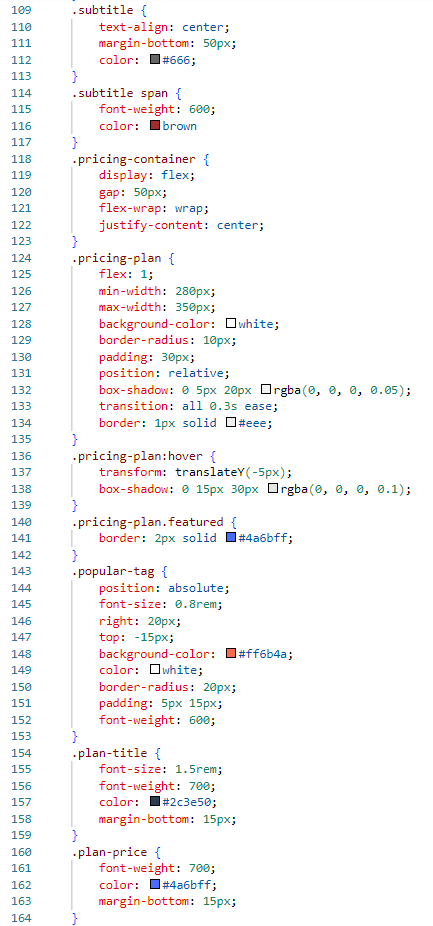 109 .subtitle {
110 text-align: center;
111 margin-bottom: 50px;
112 color: #666;
113 }
114 .subtitle span {
115 font-weight: 600;
116 color: brown
117 }
118 .pricing-container {
119 display: flex;
120 gap: 50px;
121 flex-wrap: wrap;
122 justify-content: center;
123 }
124 .pricing-plan {
125 flex: 1;
126 min-width: 280px;
127 max-width: 350px;
128 background-color: white;
129 border-radius: 10px;
130 padding: 30px;
131 position: relative;
132 box-shadow: 0 5px 20px rgba(0, 0, 0, 0.05);
133 transition: all 0.3s ease;
134 border: 1px solid #eee;
135 }
136 .pricing-plan:hover {
137 transform: translateY(-5px);
138 box-shadow: 0 15px 30px rgba(0, 0, 0, 0.1);
139 }
140 .pricing-plan.featured {
141 border: 2px solid #4a6bff;
142 }
143 .popular-tag {
144 position: absolute;
145 font-size: 0.8rem;
146 right: 20px;
147 top: -15px;
148 background-color: #ff6b4a;
149 color: white;
150 border-radius: 20px;
151 padding: 5px 15px;
152 font-weight: 600;
153 }
154 .plan-title {
155 font-size: 1.5rem;
156 font-weight: 700;
157 color: #2c3e50;
158 margin-bottom: 15px;
159 }
160 .plan-price {
161 font-weight: 700;
162 color: #4a6bff;
163 margin-bottom: 15px;
164 }